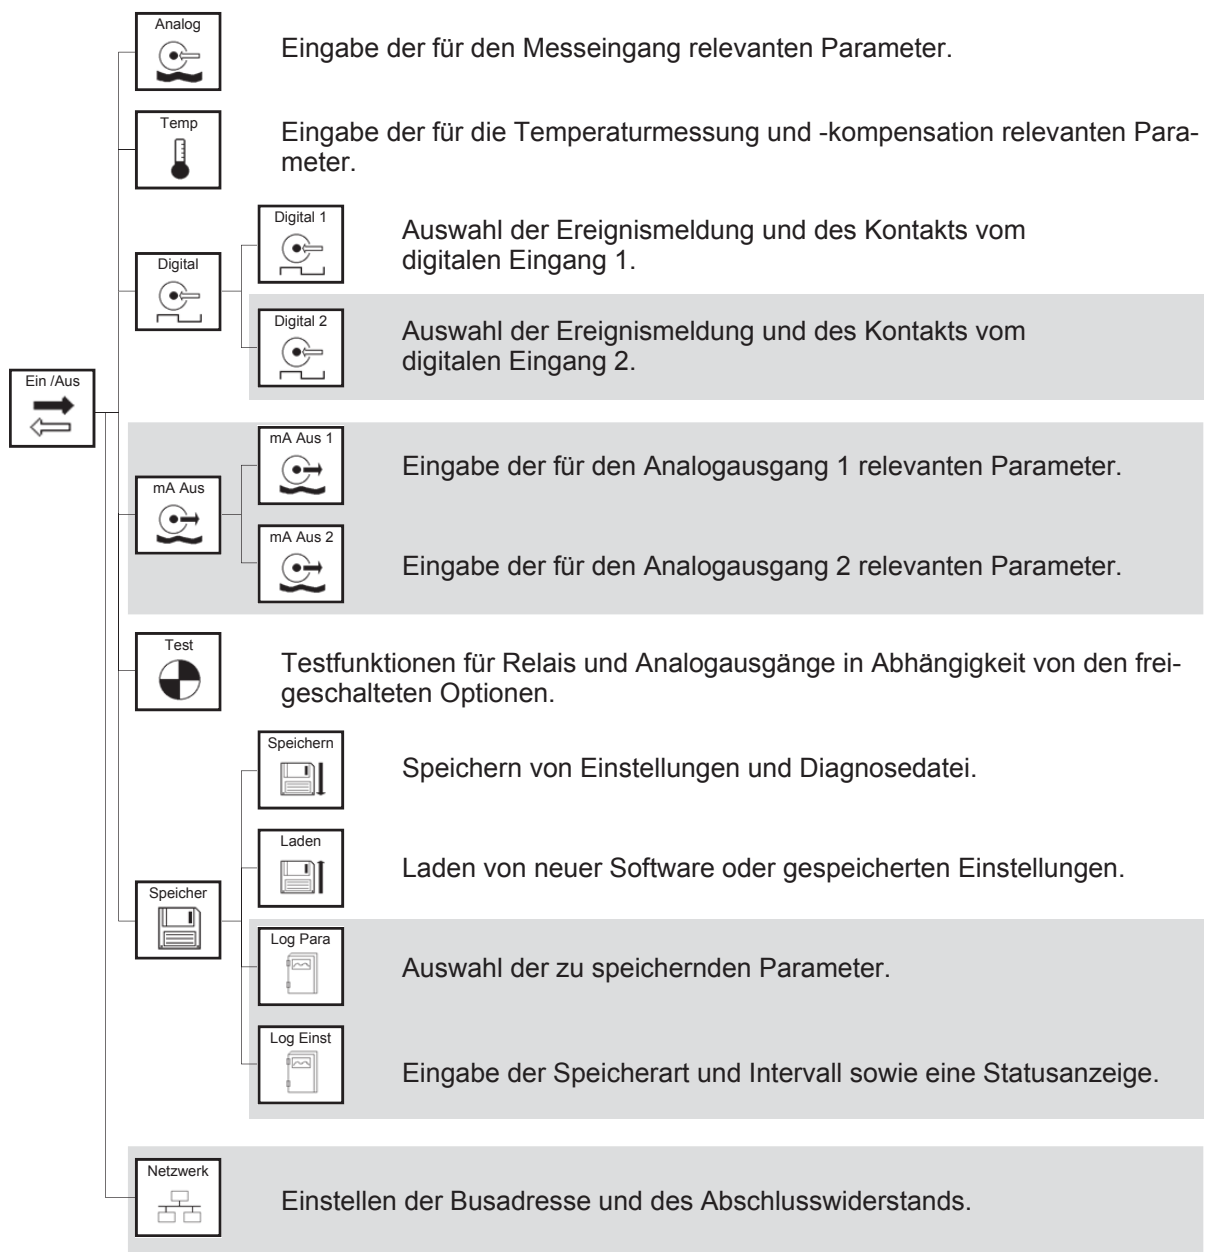 Analog
Eingabe der für den Messeingang relevanten Parameter.
Temp
Eingabe der für die Temperaturmessung und -kompensation relevanten Para-
meter.
Digital 1
Auswahl der Ereignismeldung und des Kontakts vom
digitalen Eingang 1.
Digital
Digital 2
Auswahl der Ereignismeldung und des Kontakts vom
digitalen Eingang 2.
Ein /Aus
mA Aus 1
Eingabe der für den Analogausgang 1 relevanten Parameter.
mA Aus
mA Aus 2
Eingabe der für den Analogausgang 2 relevanten Parameter.
Test
Testfunktionen für Relais und Analogausgänge in Abhängigkeit von den frei-
geschalteten Optionen.
Speichern
Speichern von Einstellungen und Diagnosedatei.
Laden
Laden von neuer Software oder gespeicherten Einstellungen.
Speicher
Log Para
Auswahl der zu speichernden Parameter.
Log Einst
Eingabe der Speicherart und Intervall sowie eine Statusanzeige.
Netzwerk
Einstellen der Busadresse und des Abschlusswiderstands.